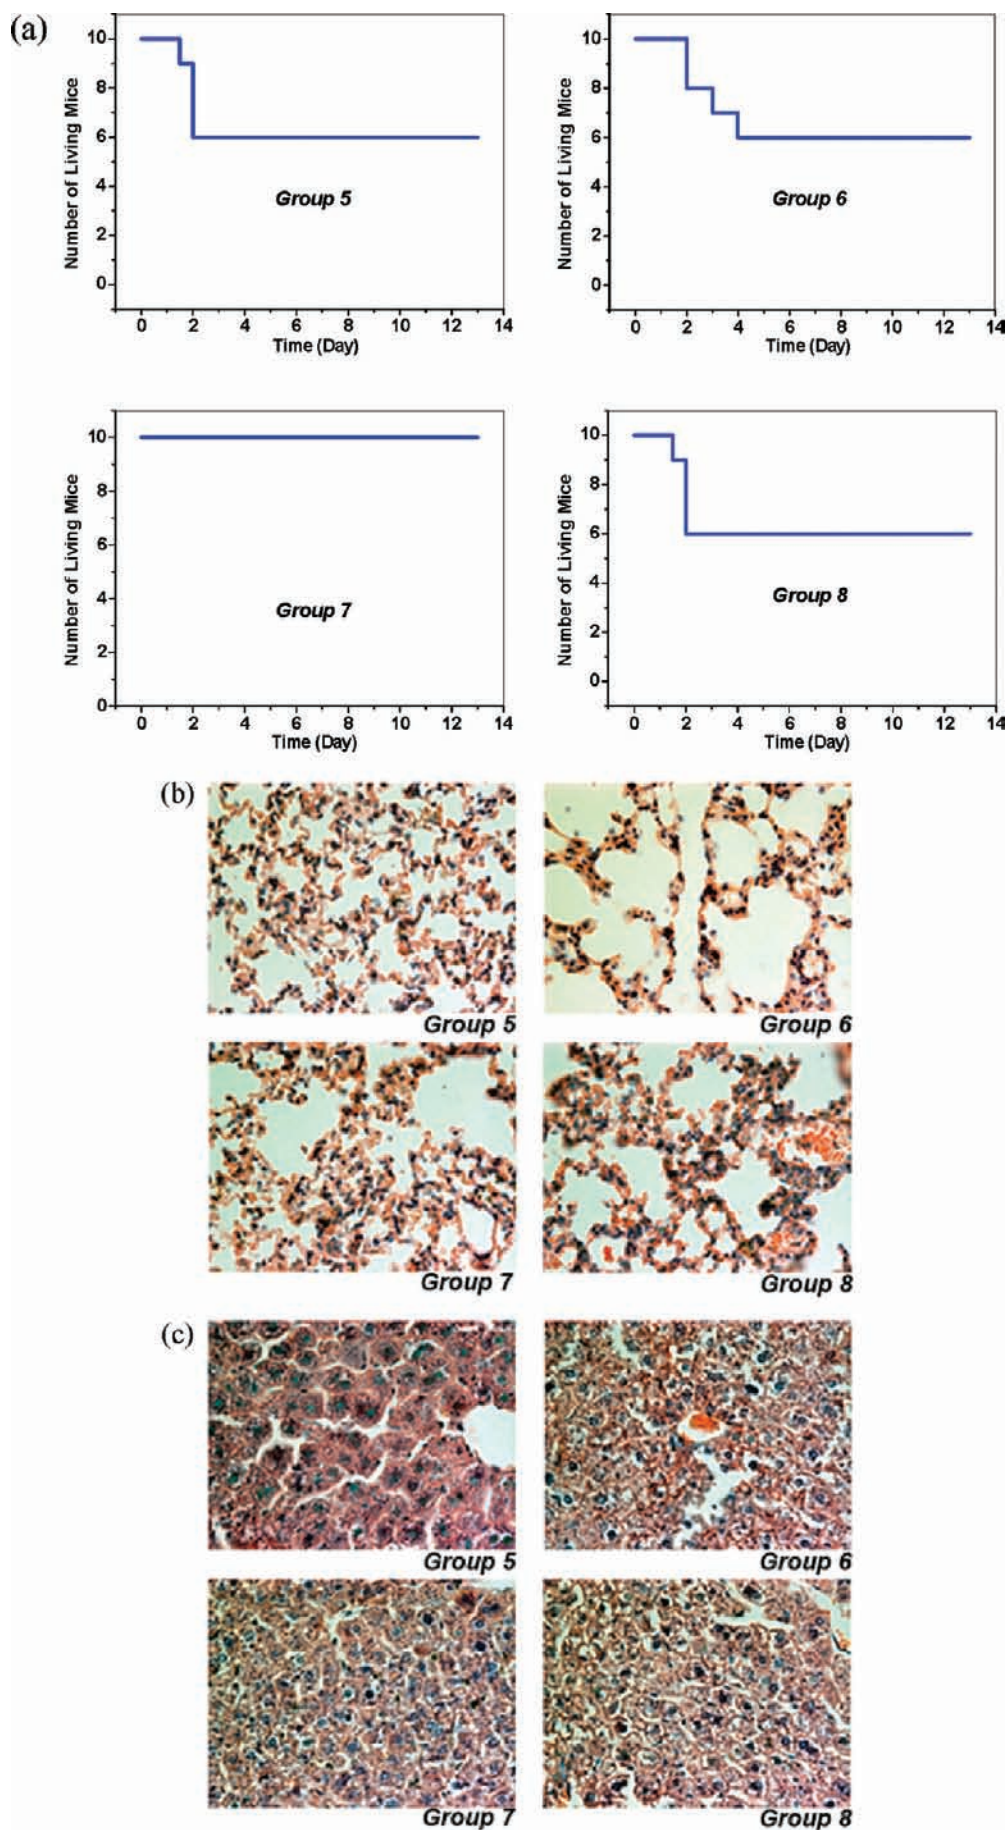 (a)
10
8
6
4
2
0
Number of Living Mice
Group 5
0 2 4 6 8 10 12 14
Time (Day)
10
8
6
4
2
0
Number of Living Mice
Group 6
0 2 4 6 8 10 12 14
Time (Day)
10
8
6
4
2
0
Number of Living Mice
Group 7
0 2 4 6 8 10 12 14
Time (Day)
10
8
6
4
2
0
Number of Living Mice
Group 8
0 2 4 6 8 10 12 14
Time (Day)
(b)
Group 5
Group 6
Group 7
Group 8
(c)
Group 5
Group 6
Group 7
Group 8